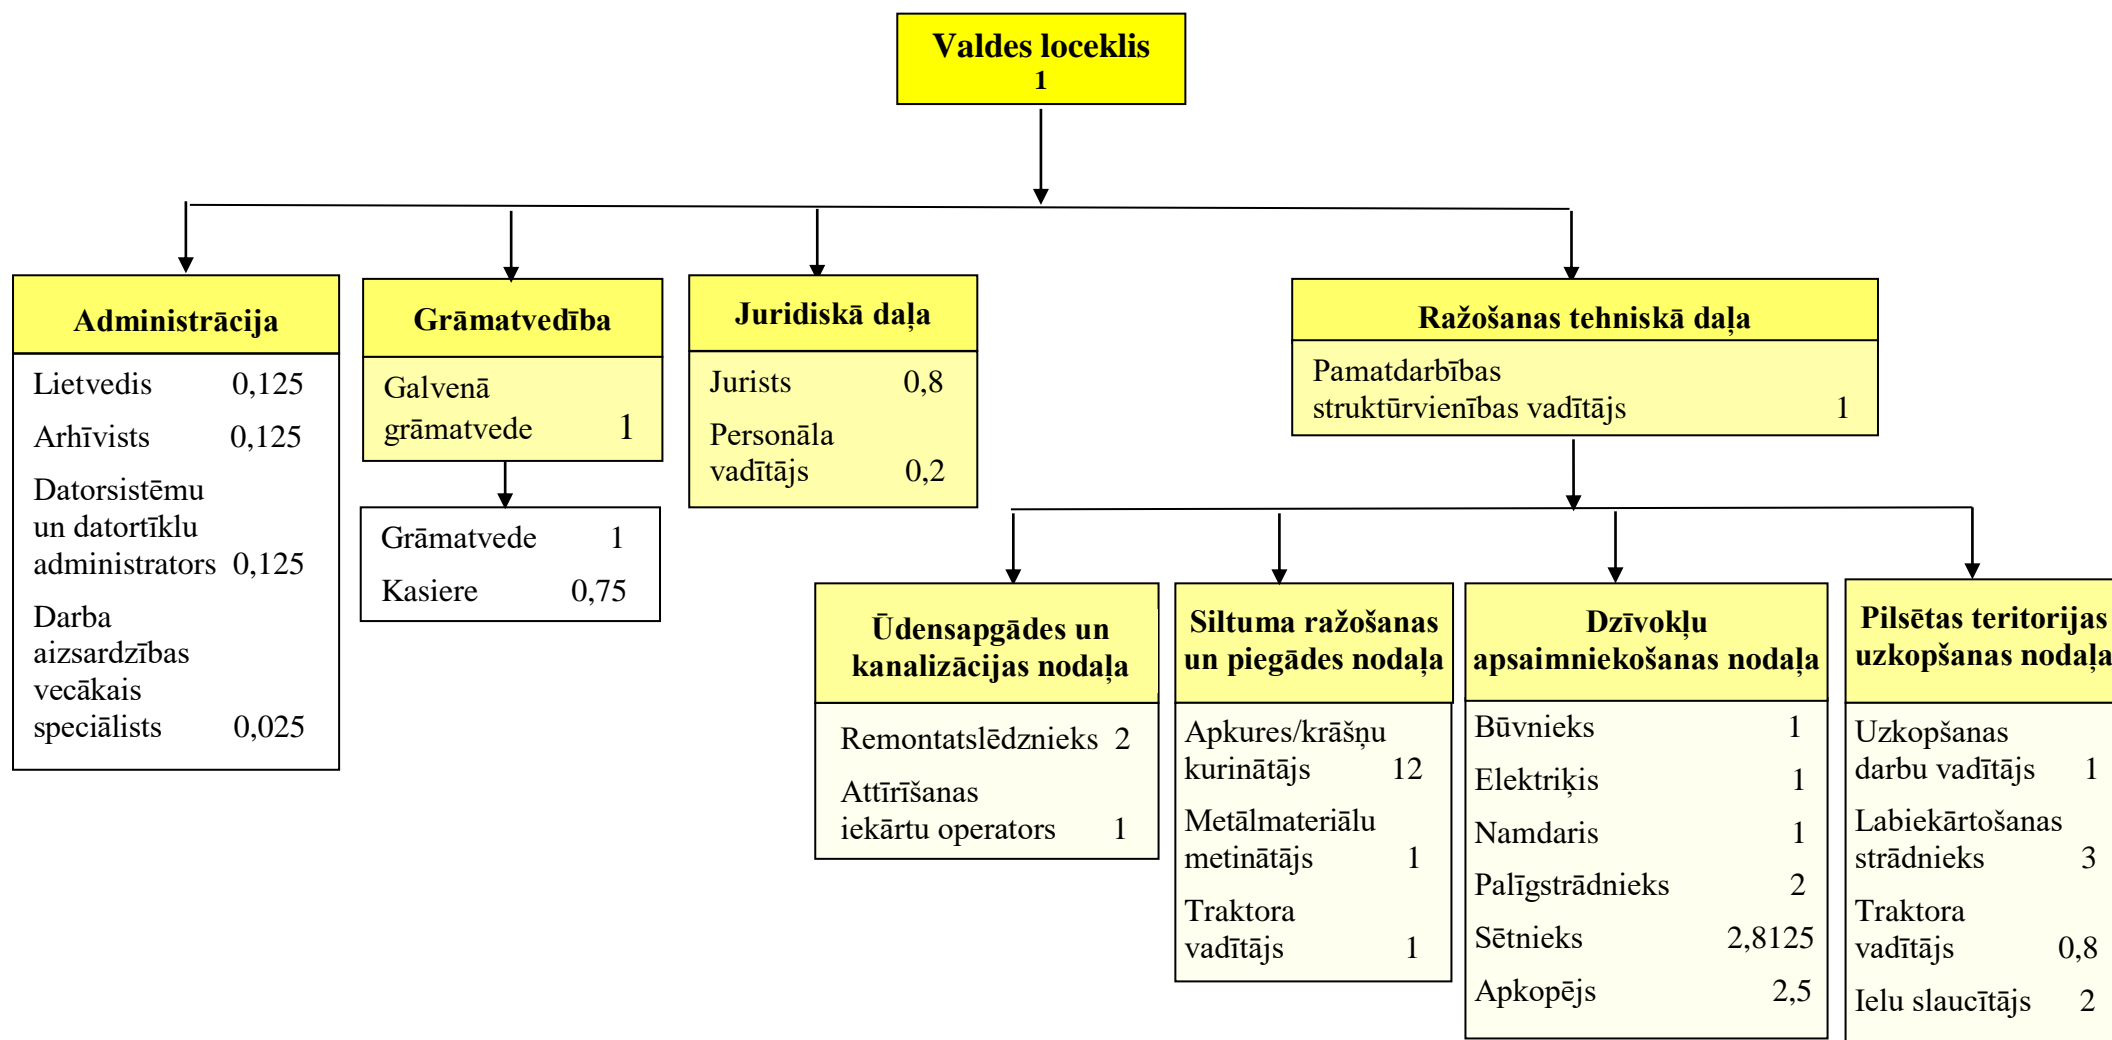 Valdes loceklis
1
Administrācija
Lietvedis 0,125
Arhīvists 0,125
Datorsistēmu
un datortīklu
administrators 0,125
Darba
aizsardzības
vecākais
speciālists 0,025
Grāmatvedība
Galvenā
grāmatvede 1
Grāmatvede 1
Kasiere 0,75
Juridiskā daļa
Jurists 0,8
Personāla
vadītājs 0,2
Ražošanas tehniskā daļa
Pamatdarbības
struktūrvienības vadītājs 1
Ūdensapgādes un
kanalizācijas nodaļa
Remontatslēdznieks 2
Attīrīšanas
iekārtu operators 1
Siltuma ražošanas
un piegādes nodaļa
Apkures/krāšņu
kurinātājs 12
Metālmateriālu
metinātājs 1
Traktora
vadītājs 1
Dzīvokļu
apsaimniekošanas nodaļa
Būvnieks 1
Elektriķis 1
Namdaris 1
Palīgstrādnieks 2
Sētnieks 2,8125
Apkopējs 2,5
Pilsētas teritorijas
uzkopšanas nodaļa
Uzkopšanas
darbu vadītājs 1
Labiekārtošanas
strādnieks 3
Traktora
vadītājs 0,8
Ielu slaucītājs 2